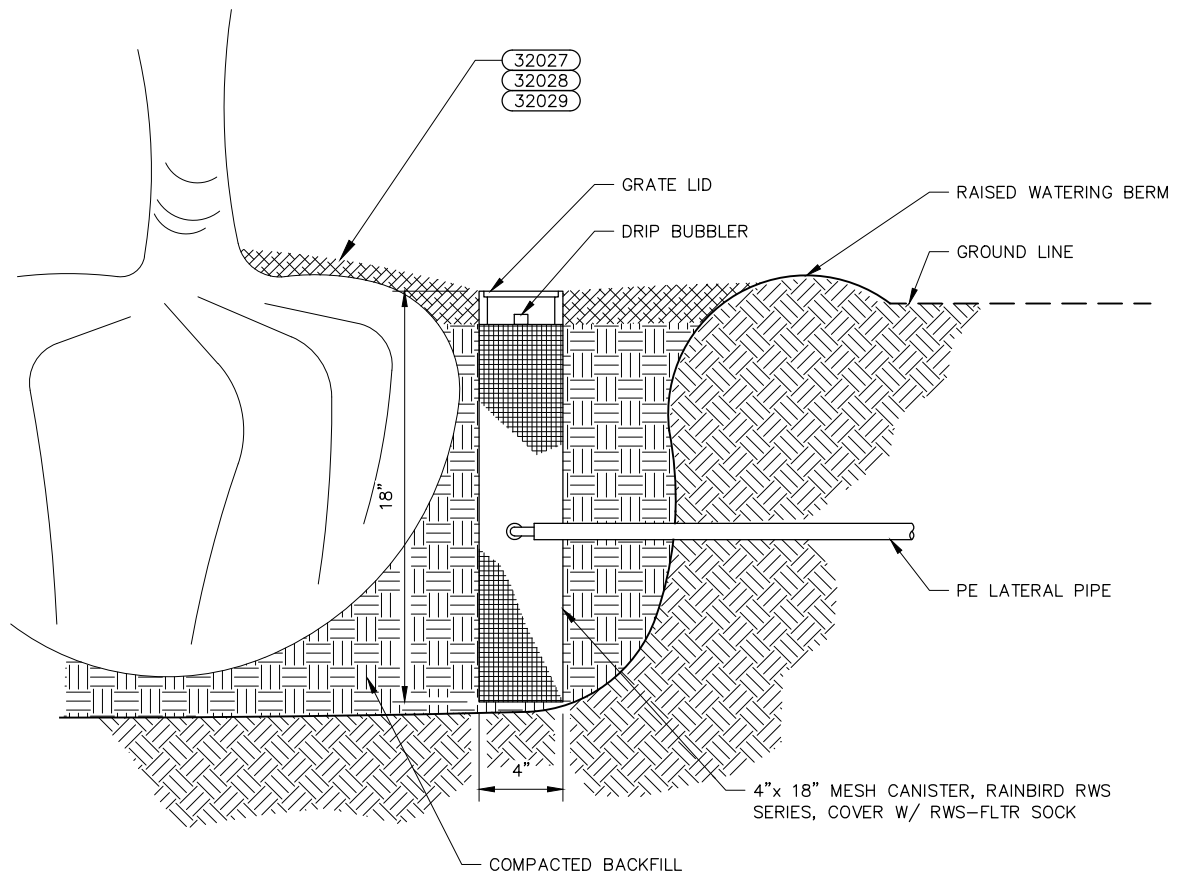 32027
32028
32029
GRATE LID
RAISED WATERING BERM
DRIP BUBBLER
GROUND LINE
18"
PE LATERAL PIPE
4"
4"x 18" MESH CANISTER, RAINBIRD RWS
SERIES, COVER W/ RWS-FLTR SOCK
COMPACTED BACKFILL